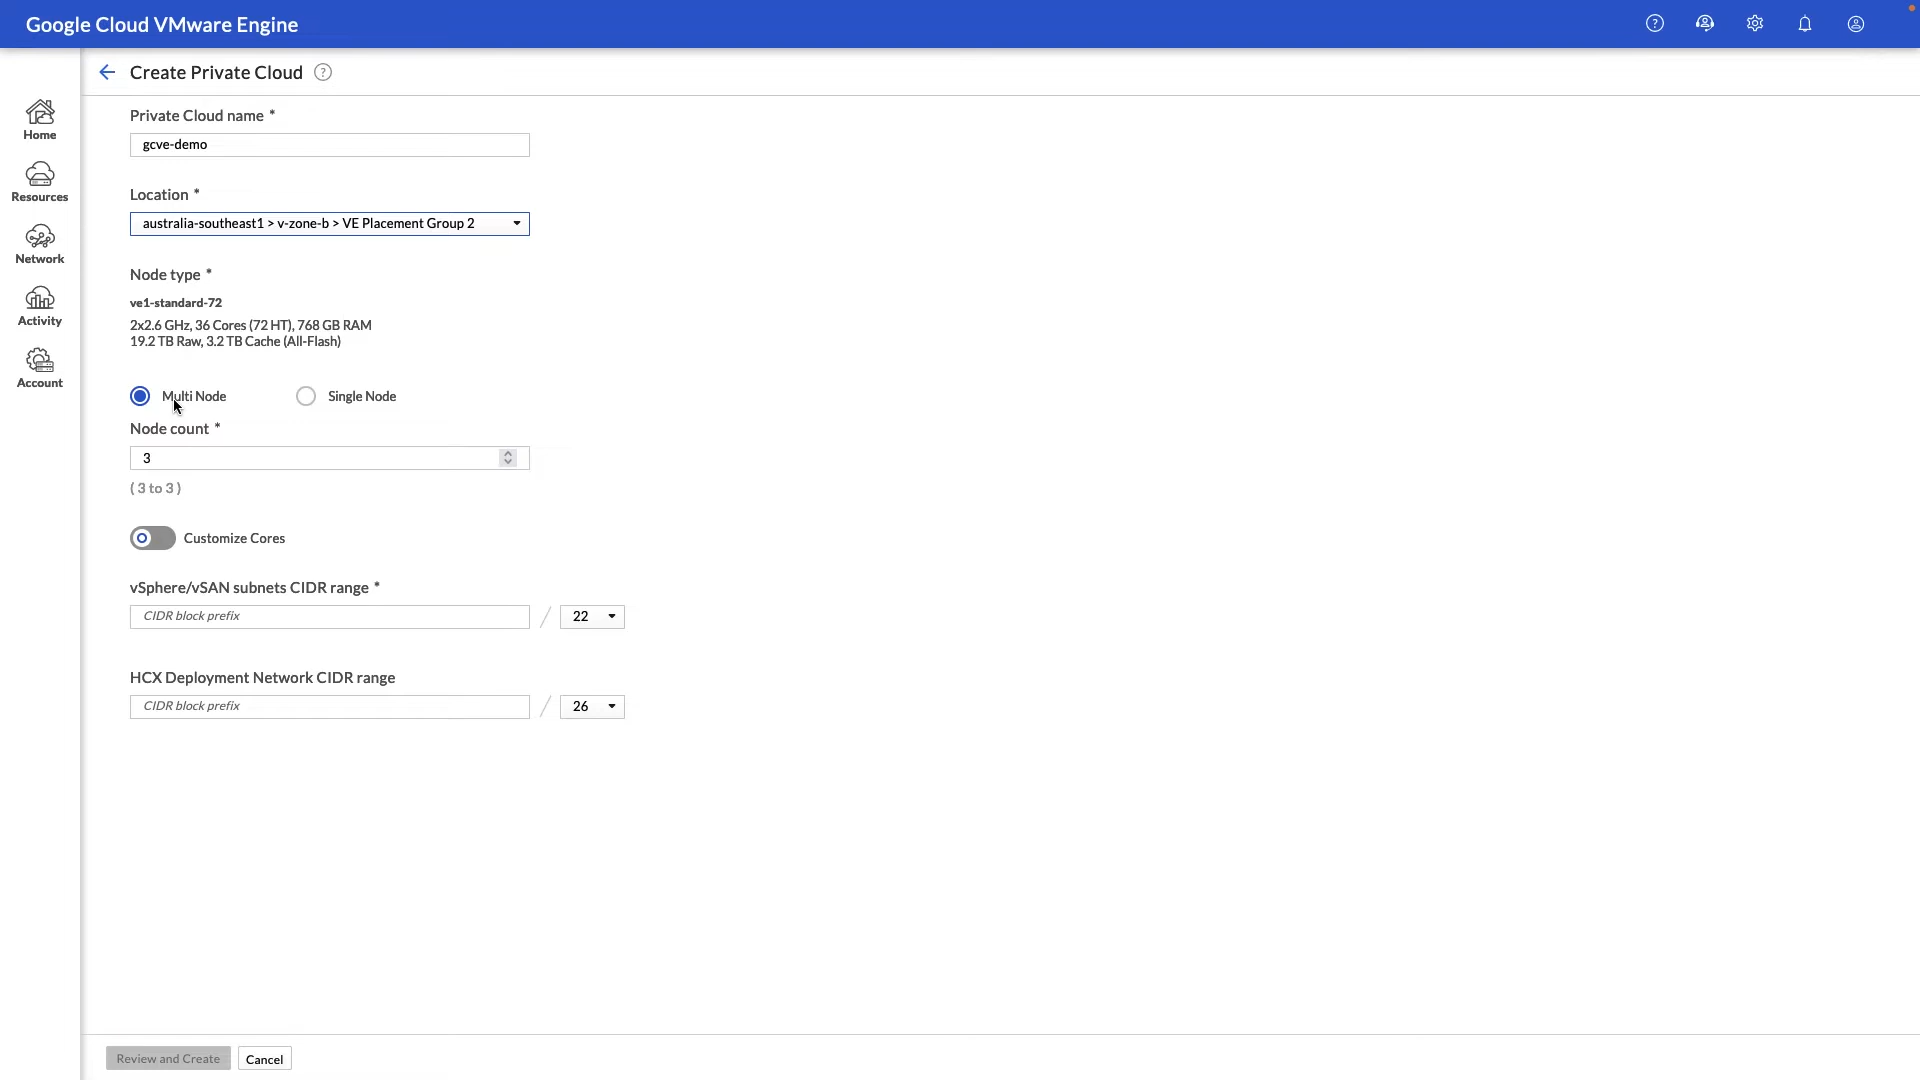 Google Cloud VMware Engine
Create Private Cloud
Home
Resources
Network
Activity
Account
Private Cloud name *
gcve-demo
Location *
australia-southeast1 > v-zone-b > VE Placement Group 2
Node type *
ve1-standard-72
2x2.6 GHz, 36 Cores (72 HT), 768 GB RAM
19.2 TB Raw, 3.2 TB Cache (All-Flash)
Multi Node Single Node
Node count *
3
( 3 to 3 )
Customize Cores
vSphere/vSAN subnets CIDR range *
CIDR block prefix / 22
HCX Deployment Network CIDR range
CIDR block prefix / 26
Review and Create Cancel